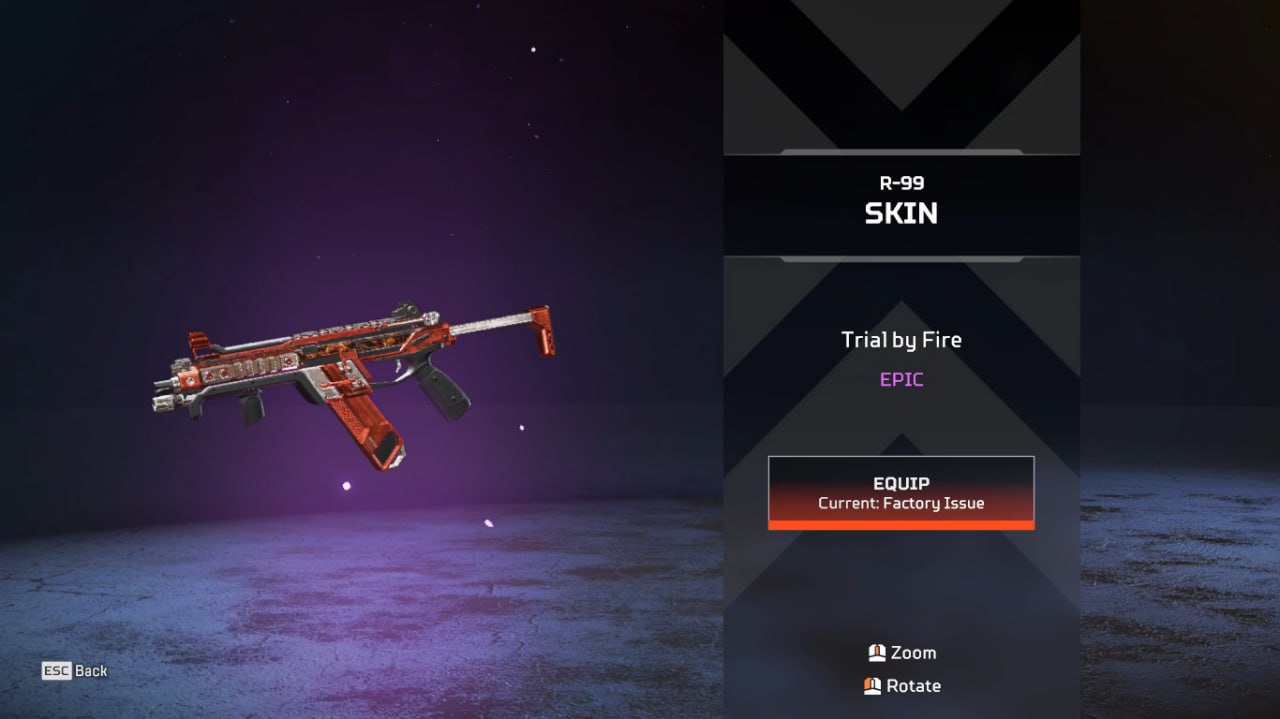 R-99
SKIN
Trial by Fire
EPIC
EQUIP
Current: Factory Issue
Zoom
ESC Back
Rotate